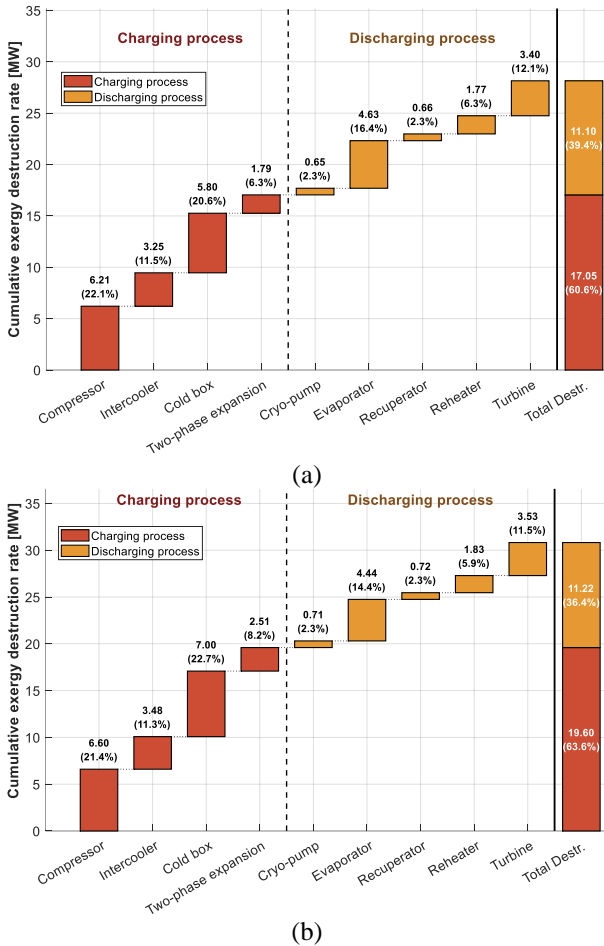 Cumulative exergy destruction rate [MW]
35
30
25
20
15
10
5
0
Charging process
Discharging process
Charging process
Discharging process
6.21
(22.1%)
3.25
(11.5%)
5.80
(20.6%)
1.79
(6.3%)
0.65
(2.3%)
4.63
(16.4%)
0.66
(2.3%)
1.77
(6.3%)
3.40
(12.1%)
11.10
(39.4%)
17.05
(60.6%)
Compressor
Intercooler
Cold box
Two-phase expansion
Cryo-pump
Evaporator
Recuperator
Reheater
Turbine
Total Destr.
(a)
Cumulative exergy destruction rate [MW]
35
30
25
20
15
10
5
0
Charging process
Discharging process
Charging process
Discharging process
6.60
(21.4%)
3.48
(11.3%)
7.00
(22.7%)
2.51
(8.2%)
0.71
(2.3%)
4.44
(14.4%)
0.72
(2.3%)
1.83
(5.9%)
3.53
(11.5%)
11.22
(36.4%)
19.60
(63.6%)
Compressor
Intercooler
Cold box
Two-phase expansion
Cryo-pump
Evaporator
Recuperator
Reheater
Turbine
Total Destr.
(b)